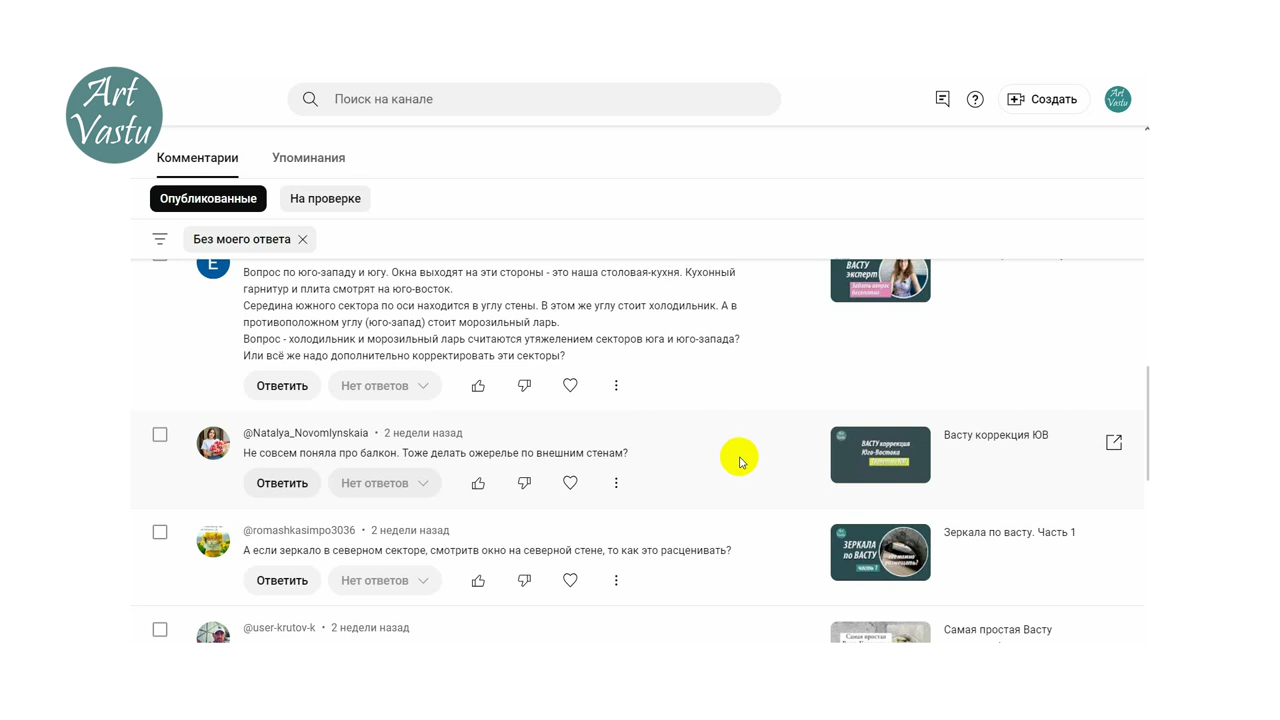 Art
Vastu
Поиск на канале
Создать
Art
Vastu
Комментарии
Упоминания
Опубликованные
На проверке
Без моего ответа
E
Вопрос по юго-западу и югу. Окна выходят на эти стороны - это наша столовая-кухня. Кухонный
гарнитур и плита смотрят на юго-восток.
Середина южного сектора по оси находится в углу стены. В этом же углу стоит холодильник. А в
противоположном углу (юго-запад) стоит морозильный ларь.
Вопрос - холодильник и морозильный ларь считаются утяжелением секторов юга и юго-запада?
Или всё же надо дополнительно корректировать эти секторы?
ВАСТУ
эксперт
Ответить
Нет ответов
@Natalya_Novomlynskaia • 2 недели назад
Не совсем поняла про балкон. Тоже делать ожерелье по внешним стенам?
Ответить
Нет ответов
ВАСТУ коррекция
Юго-Востока
Васту коррекция ЮВ
@romashkasimpo3036 • 2 недели назад
А если зеркало в северном секторе, смотритв окно на северной стене, то как это расценивать?
Ответить
Нет ответов
ЗЕРКАЛА
по ВАСТУ
часть 1
Зеркала по васту. Часть 1
@user-krutov-k • 2 недели назад
Самая простая
Самая простая Васту